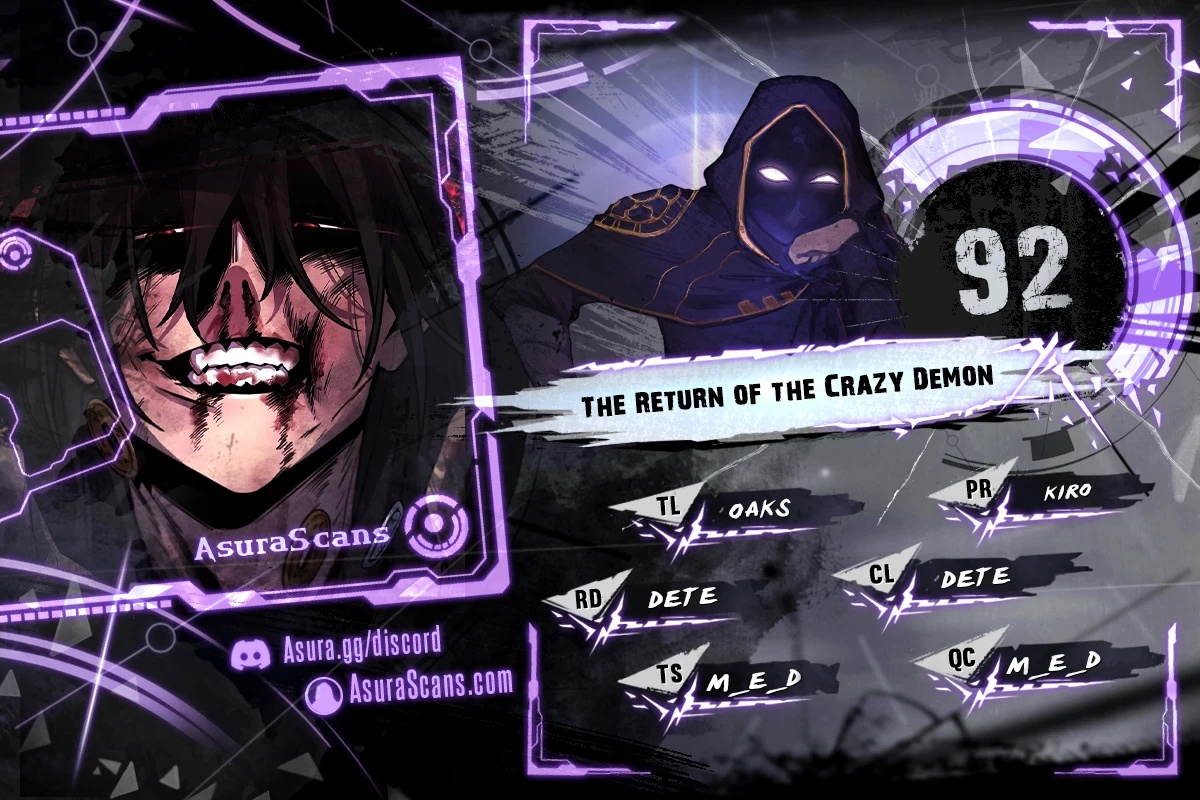 92
THE RETURN OF THE CRAZY DEMON
TL OAKS
PR KIRO
RD DETE
CL DETE
TS M_E_D
QC M_E_D
AsuraScans
Asura.gg/discord
AsuraScans.com